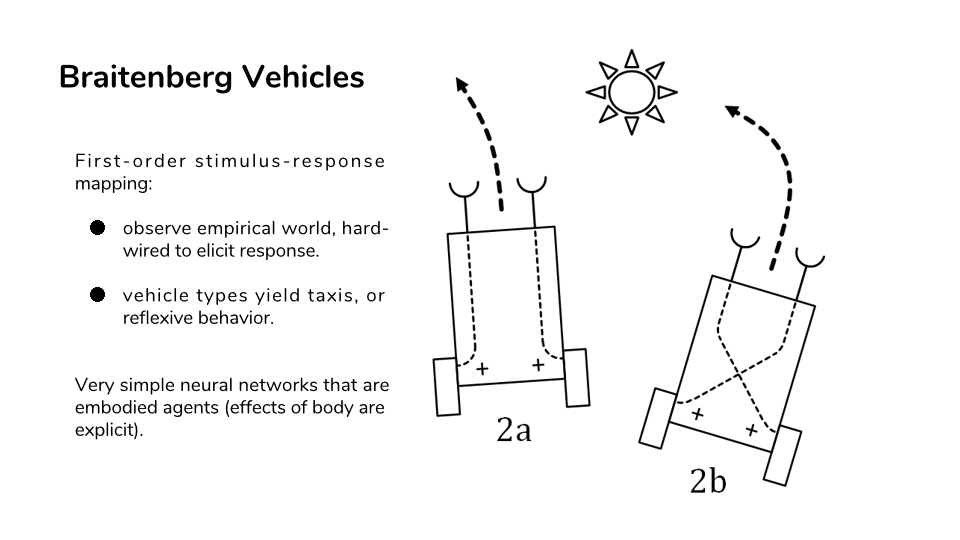 Braitenberg Vehicles
First-order stimulus-response
mapping:
● observe empirical world, hard-
wired to elicit response.
● vehicle types yield taxis, or
reflexive behavior.
Very simple neural networks that are
embodied agents (effects of body are
explicit).
+ +
2a
+ +
2b